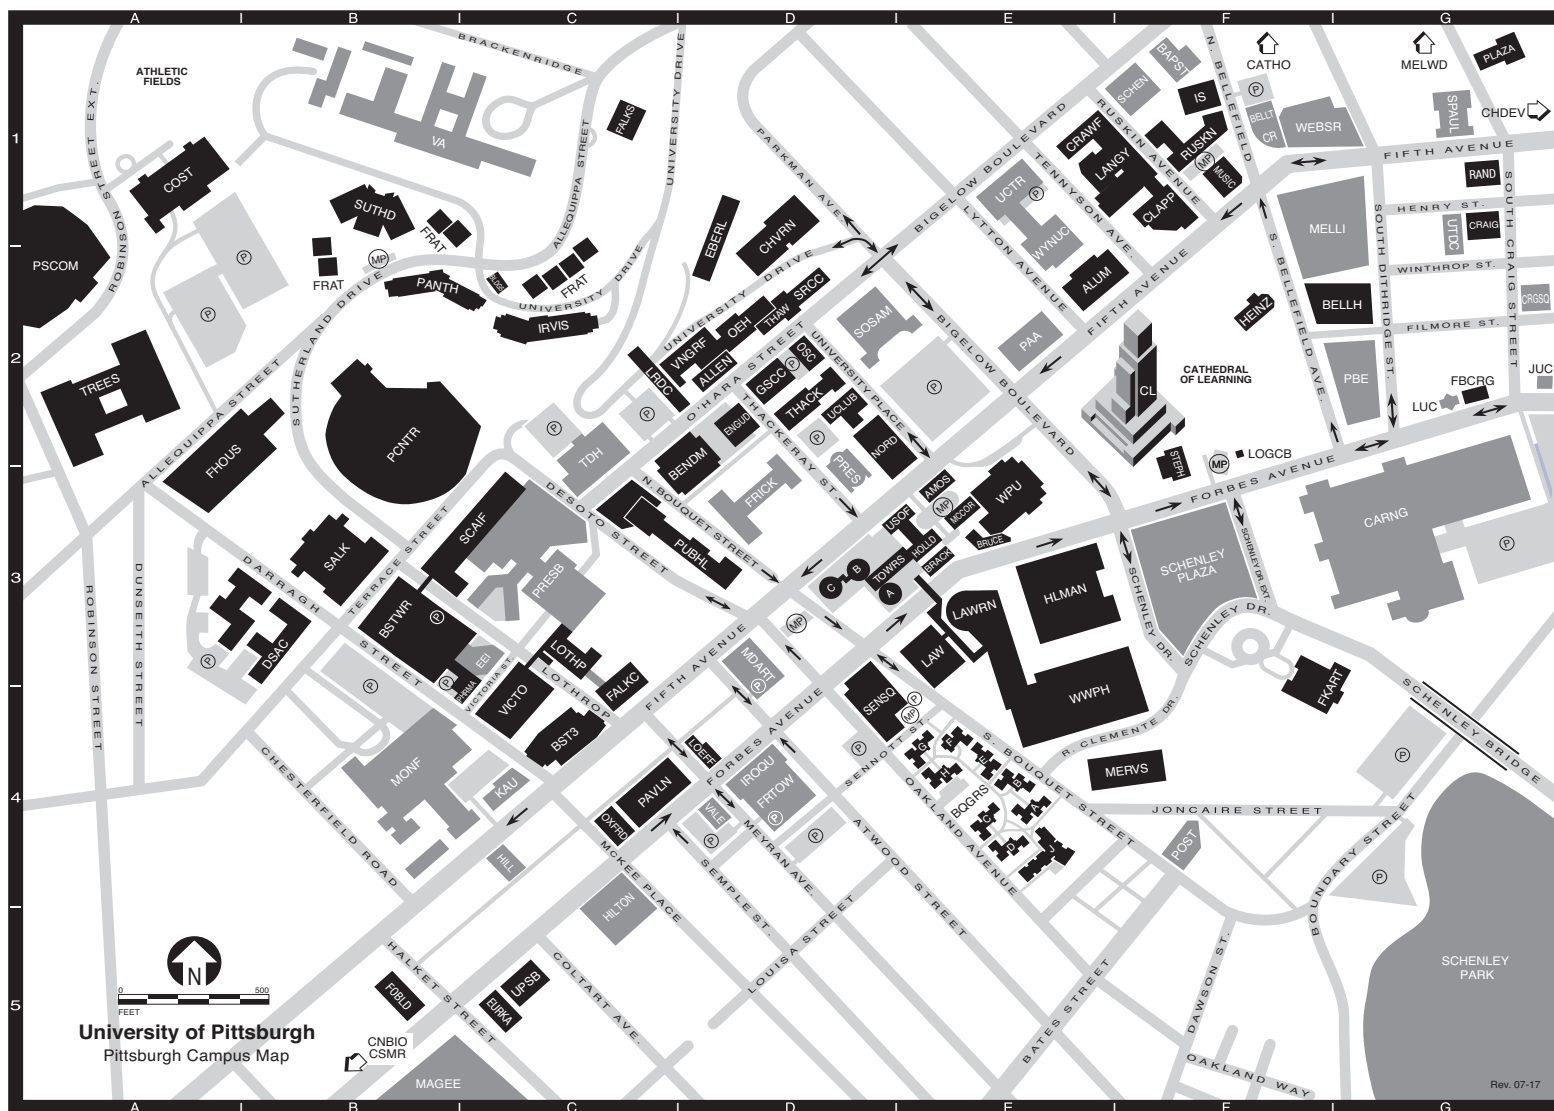 A
B
C
D
E
F
G
BRACKENRIDGE
N. BELLEFIELD
CATHO
MELWD
PLAZA
BAPST
SCHEN
ATHLETIC
FIELDS
ROBINSON STREET EXT.
UNIVERSITY DRIVE
IS
P
SPAUL
CHDEV
1
VA
FALKS
PARKMAN AVE.
BIGELOW BOULEVARD
CRAWF
RUSKIN AVENUE
RUSKN
BELLT
CR
WEBSR
FIFTH AVENUE
COST
ALLEQUIPPA STREET
TENNYSON AVE.
LANGY
MP
MUSIC
RAND
SUTHD
UCTR
P
CLAPP
HENRY ST.
SOUTH CRAIG STREET
FRAT
EBERL
CHVRN
LYTTON AVENUE
WYNUC
S. BELLEFIELD AVE.
MELLI
SOUTH DITHRIDGE ST.
UTDC
CRAIG
PSCOM
ROBINSON
P
MP
FRAT
PANTH
BLDGS
FRAT
UNIVERSITY DRIVE
ALUM
FIFTH AVENUE
WINTHROP ST.
SUTHERLAND DRIVE
IRVIS
SRCC
THAW
OEH
SOSAM
HEINZ
BELLH
CRGSQ
P
FILMORE ST.
2
TREES
ALLEQUIPPA STREET
UNIVERSITY DRIVE
VNGRF
ALLEN
LRDC
O'HARA STREET
OSC
P
GSCC
UNIVERSITY PLACE
BIGELOW BOULEVARD
PAA
CATHEDRAL
OF LEARNING
CL
PBE
FBCRG
LUC
JUC
P
THACK
UCLUB
THACKERAY ST.
ENGUD
P
P
PCNTR
FHOUS
TDH
BENDM
NORD
P
PRES
STEPH
MP
LOGCB
FORBES AVENUE
DESOTO STREET
N. BOUQUET STREET
FRICK
AMOS
WPU
MP
MCCOR
USOF
CARNG
P
SCAIF
TERRACE STREET
SALK
PUBHL
PRESB
HOLLD
BRACK
BRUCE
TOWRS
C
B
A
SCHENLEY
PLAZA
SCHENLEY DR. EXT.
SCHENLEY DR.
3
DARRAGH STREET
DUNSEITH STREET
ROBINSON STREET
BSTWR
P
HLMAN
LAWRN
SCHENLEY DR.
MP
LAW
DSAC
P
EEI
LOTHP
FALKC
MDART
P
P
PHRMA
P
VICTORIA ST.
LOTHROP
VICTO
FIFTH AVENUE
SENSQ
P
MP
WWPH
FKART
SCHENLEY BRIDGE
BST3
LOEFF
FORBES AVENUE
IROQU
FRTOW
P
P
SENNOTT ST.
S. BOUQUET STREET
R. CLEMENTE DR.
MERVS
P
CHESTERFIELD ROAD
MONF
KAU
PAVLN
OXFRD
VALE
P
P
MEYRAN AVE.
4
G
F
E
H
B
BQGRS
C
A
D
J
OAKLAND AVENUE
JONCAIRE STREET
POST
BOUNDARY STREET
P
HILL
MCKEE PLACE
SEMPLE ST.
ATWOOD STREET
HILTON
LOUISA STREET
HALKET STREET
COLTART AVE.
BATES STREET
DAWSON ST.
OAKLAND WAY
SCHENLEY
PARK
N
5
0
500
FEET
FOBLD
UPSB
EURKA
University of Pittsburgh
Pittsburgh Campus Map
CNBIO
CSMR
MAGEE
Rev. 07-17
A
B
C
D
E
F
G